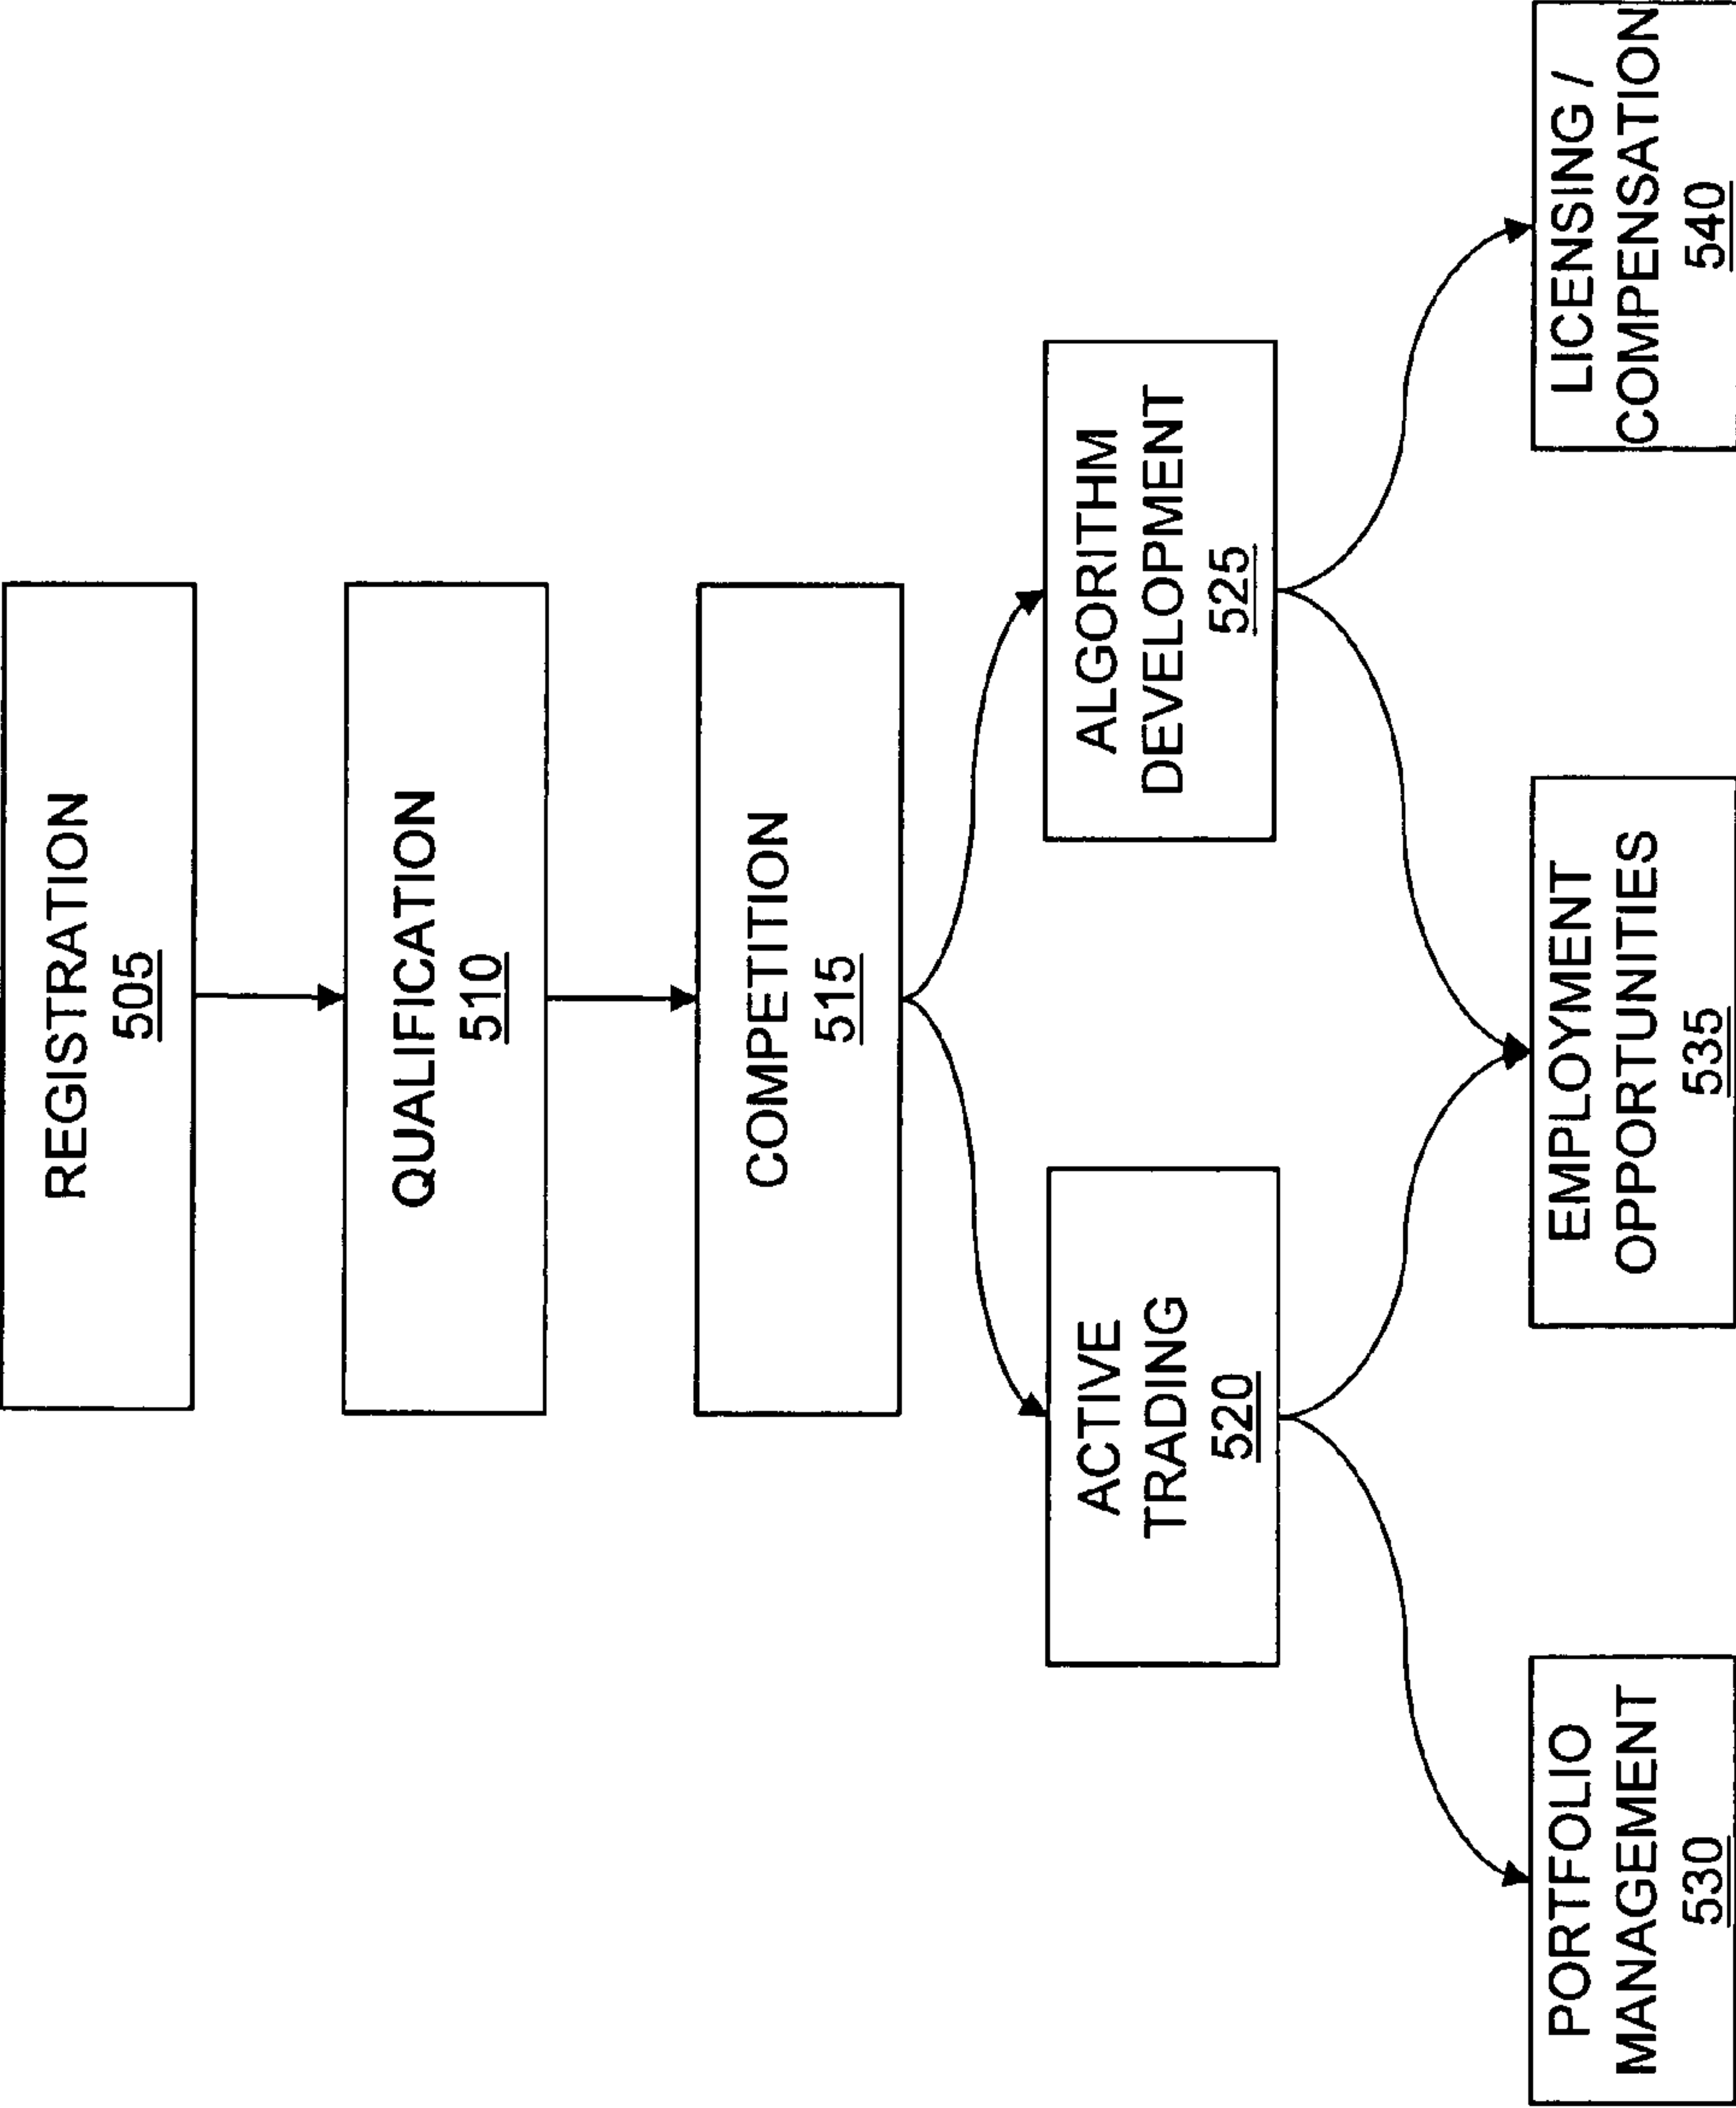 REGISTRATION
505
QUALIFICATION
510
COMPETITION
515
ACTIVE
TRADING
520
ALGORITHM
DEVELOPMENT
525
PORTFOLIO
MANAGEMENT
530
EMPLOYMENT
OPPORTUNITIES
535
LICENSING /
COMPENSATION
540